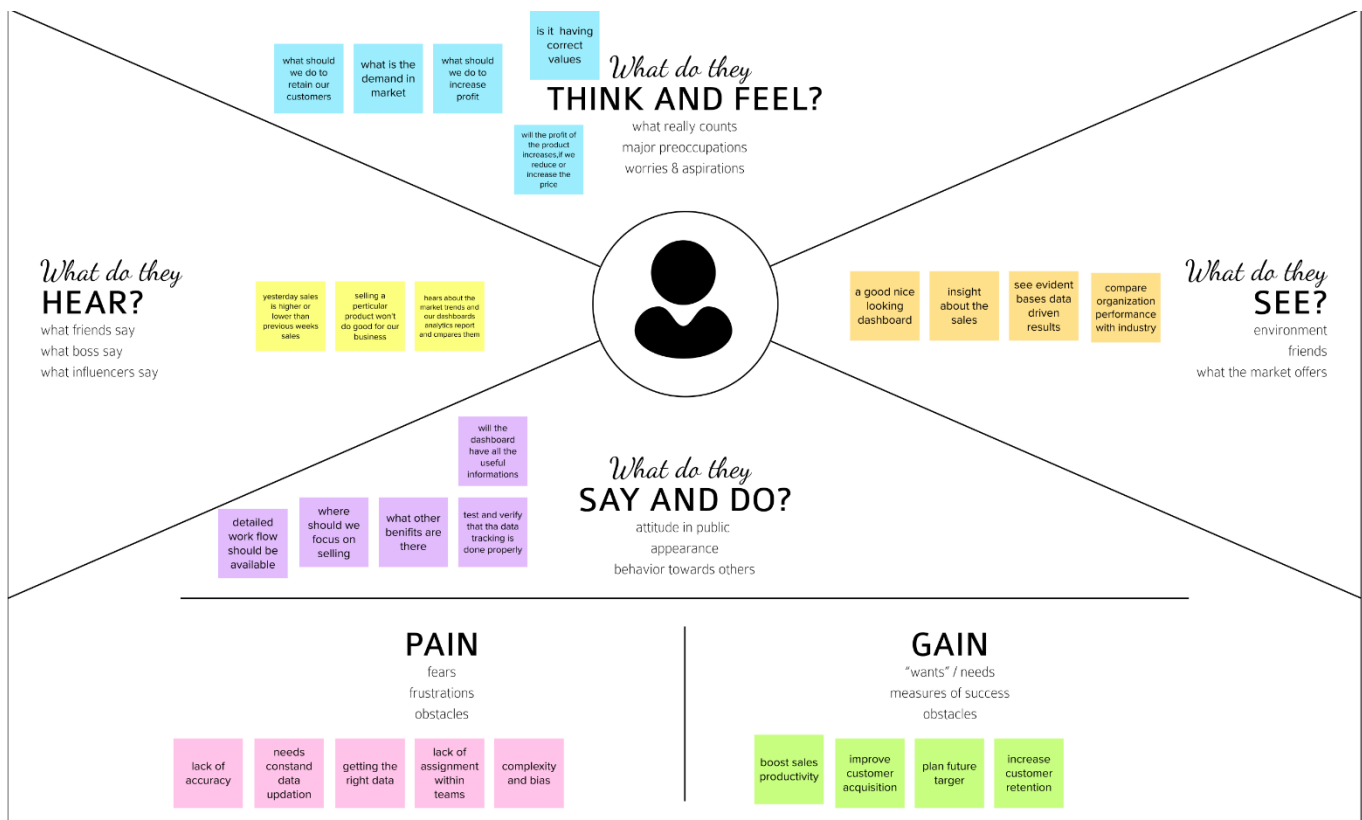 what should
we do to
retain our
customers
what is the
demand in
market
what should
we do to
increase
profit
is it  having
correct
values
will the profit of
the product
increases,if we
reduce or
increase the
price
What do they
THINK AND FEEL?
what really counts
major preoccupations
worries & aspirations
What do they
HEAR?
what friends say
what boss say
what influencers say
yesterday sales
is higher or
lower than
previous weeks
sales
selling a
perticular
product won't
do good for our
business
hears about the
market trends and
our dashboards
analytics report
and cmpares them
a good nice
looking
dashboard
insight
about the
sales
see evident
bases data
driven
results
compare
organization
performance
with industry
What do they
SEE?
environment
friends
what the market offers
will the
dashboard
have all the
useful
informations
detailed
work flow
should be
available
where
should we
focus on
selling
what other
benifits are
there
test and verify
that tha data
tracking is
done properly
What do they
SAY AND DO?
attitude in public
appearance
behavior towards others
PAIN
fears
frustrations
obstacles
lack of
accuracy
needs
constand
data
updation
getting the
right data
lack of
assignment
within
teams
complexity
and bias
GAIN
"wants" / needs
measures of success
obstacles
boost sales
productivity
improve
customer
acquisition
plan future
targer
increase
customer
retention